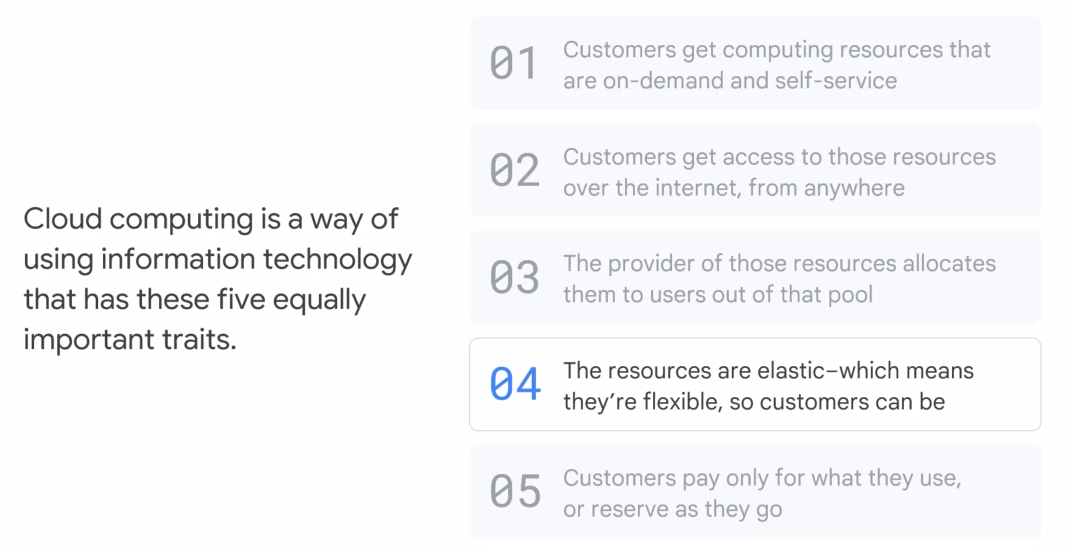 Cloud computing is a way of
using information technology
that has these five equally
important traits.
01
Customers get computing resources that
are on-demand and self-service
02
Customers get access to those resources
over the internet, from anywhere
03
The provider of those resources allocates
them to users out of that pool
04
The resources are elastic–which means
they’re flexible, so customers can be
05
Customers pay only for what they use,
or reserve as they go